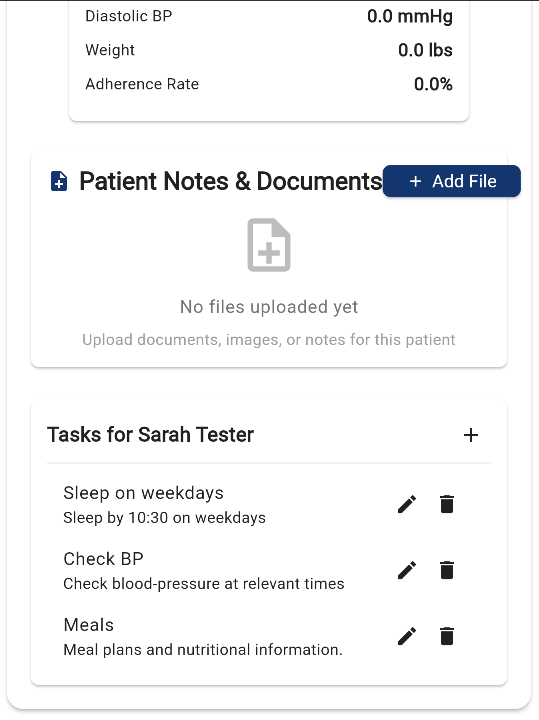 Diastolic BP 0.0 mmHg
Weight 0.0 lbs
Adherence Rate 0.0%
Patient Notes & Documents + Add File
No files uploaded yet
Upload documents, images, or notes for this patient
Tasks for Sarah Tester +
Sleep on weekdays
Sleep by 10:30 on weekdays
Check BP
Check blood-pressure at relevant times
Meals
Meal plans and nutritional information.